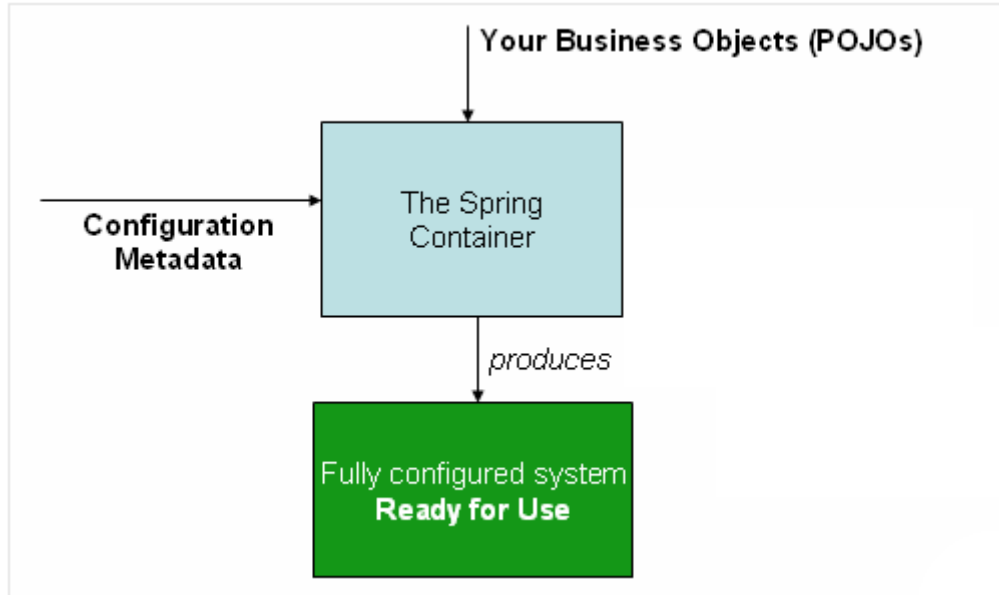 Your Business Objects (POJOs)
The Spring
Container
Configuration
Metadata
produces
Fully configured system
Ready for Use